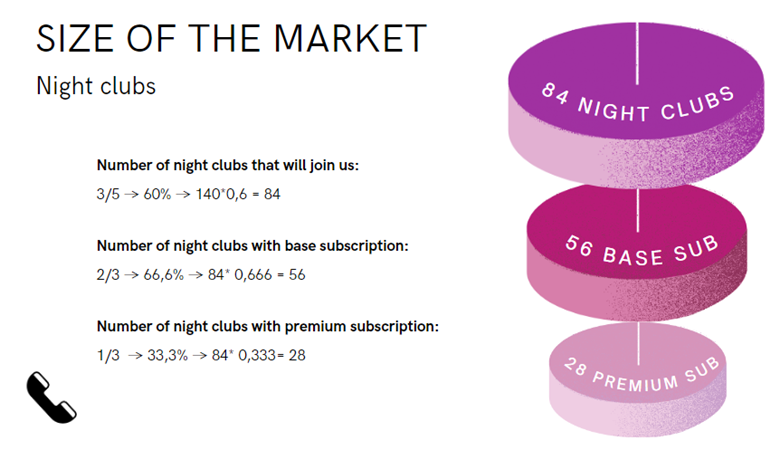 SIZE OF THE MARKET
Night clubs
Number of night clubs that will join us:
3/5 → 60% → 140*0,6 = 84
Number of night clubs with base subscription:
2/3 → 66,6% → 84* 0,666 = 56
Number of night clubs with premium subscription:
1/3 → 33,3% → 84* 0,333= 28
84 NIGHT CLUBS
56 BASE SUB
28 PREMIUM SUB